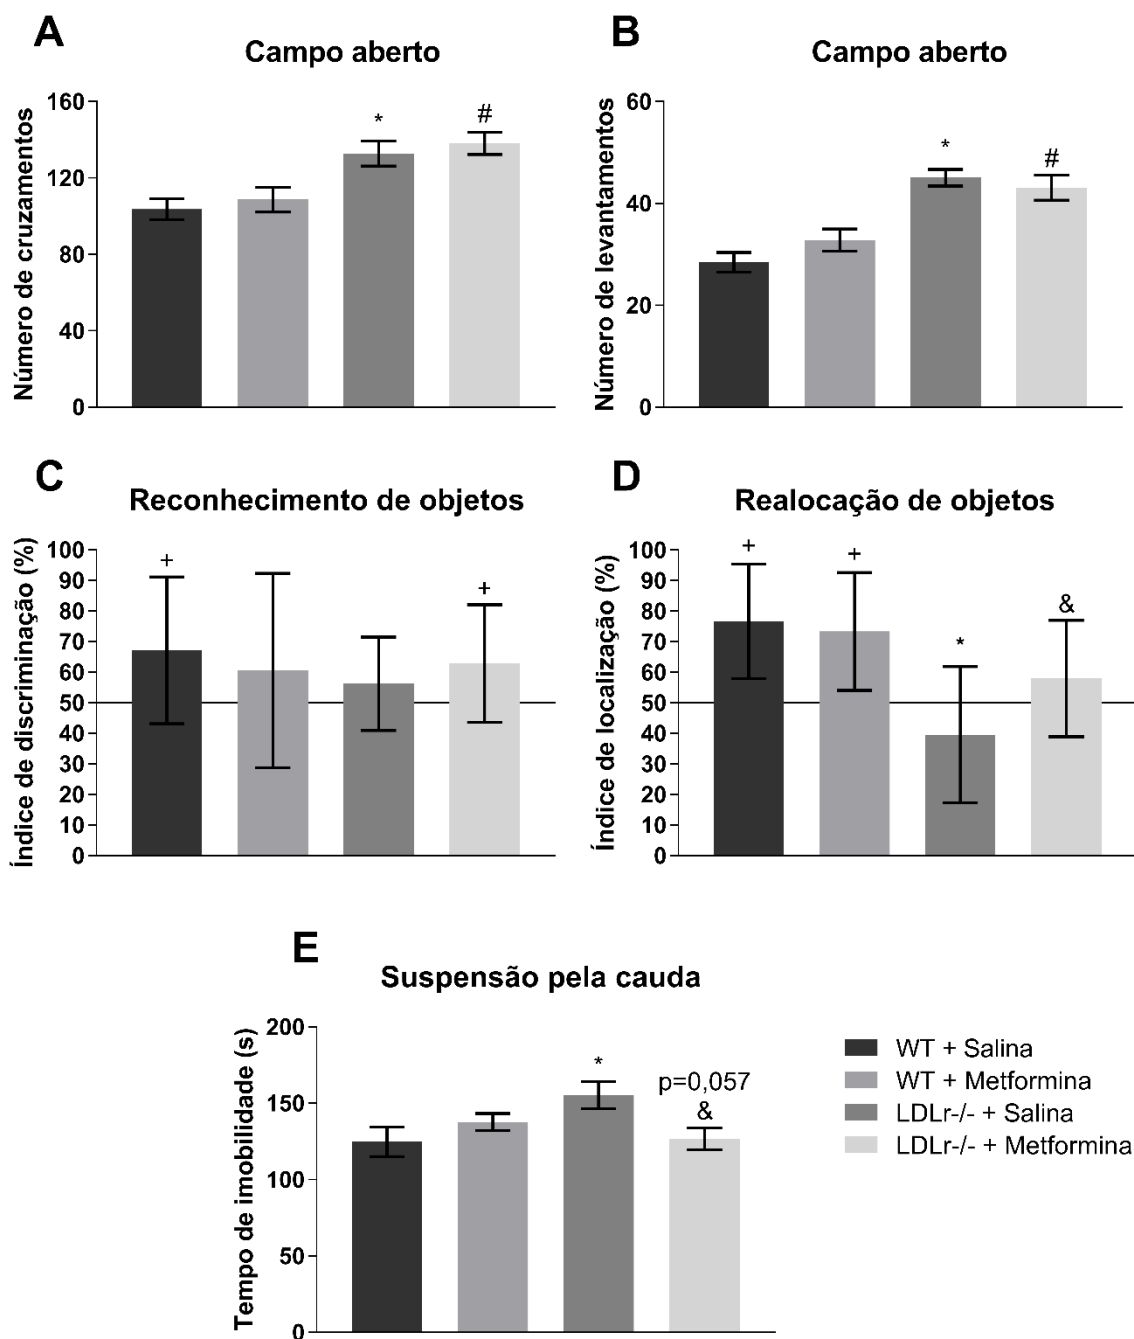 A
Campo aberto
Número de cruzamentos
160
120
80
40
0
*
#
B
Campo aberto
Número de levantamentos
60
40
20
0
*
#
C
Reconhecimento de objetos
Índice de discriminação (%)
100
90
80
70
60
50
40
30
20
10
0
+
+
D
Realocação de objetos
Índice de localização (%)
100
90
80
70
60
50
40
30
20
10
0
+
+
*
&
E
Suspensão pela cauda
Tempo de imobilidade (s)
200
150
100
50
0
*
p=0,057
&
WT + Salina
WT + Metformina
LDLr-/- + Salina
LDLr-/- + Metformina